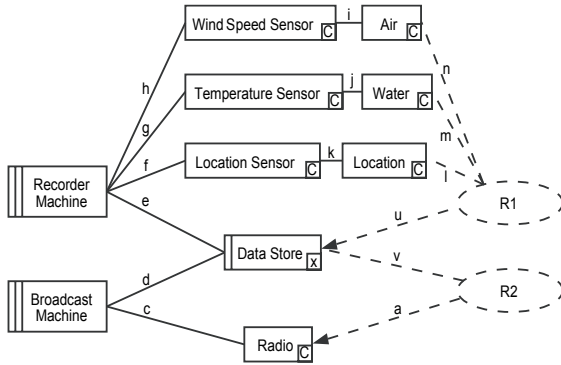 Wind Speed Sensor
C
i
Air
C
n
h
Temperature Sensor
C
j
Water
C
m
g
Location Sensor
C
k
Location
C
l
f
Recorder
Machine
e
R1
u
Data Store
x
v
d
Broadcast
Machine
c
R2
a
Radio
C